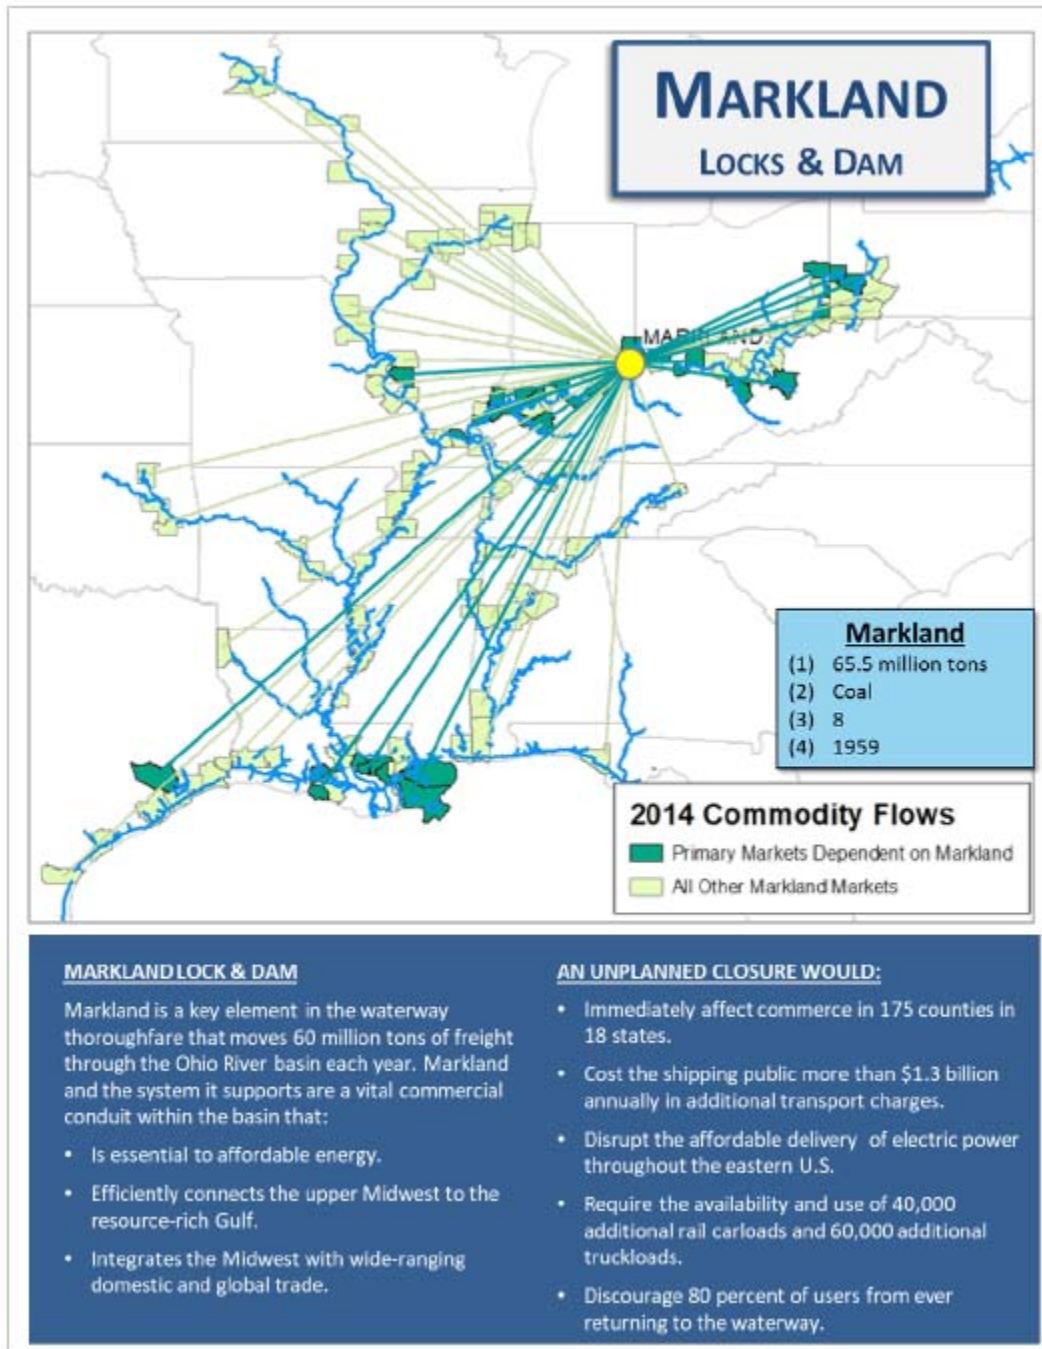 MARKLAND
LOCKS & DAM
MARKLAND
Markland
(1) 65.5 million tons
(2) Coal
(3) 8
(4) 1959
2014 Commodity Flows
Primary Markets Dependent on Markland
All Other Markland Markets
MARKLAND LOCK & DAM
Markland is a key element in the waterway
thoroughfare that moves 60 million tons of freight
through the Ohio River basin each year. Markland
and the system it supports are a vital commercial
conduit within the basin that:
• Is essential to affordable energy.
• Efficiently connects the upper Midwest to the
resource-rich Gulf.
• Integrates the Midwest with wide-ranging
domestic and global trade.
AN UNPLANNED CLOSURE WOULD:
• Immediately affect commerce in 175 counties in
18 states.
• Cost the shipping public more than $1.3 billion
annually in additional transport charges.
• Disrupt the affordable delivery of electric power
throughout the eastern U.S.
• Require the availability and use of 40,000
additional rail carloads and 60,000 additional
truckloads.
• Discourage 80 percent of users from ever
returning to the waterway.